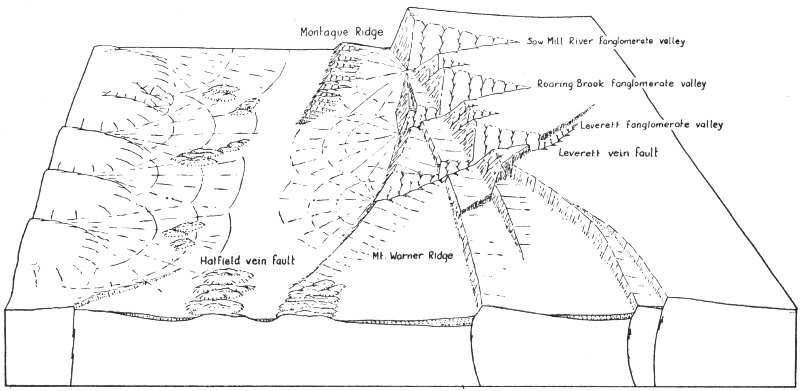 Montague Ridge
Saw Mill River fanglomerate valley
Roaring Brook fanglomerate valley
Leverett fanglomerate valley
Leverett vein fault
Hatfield vein fault
Mt. Warner Ridge